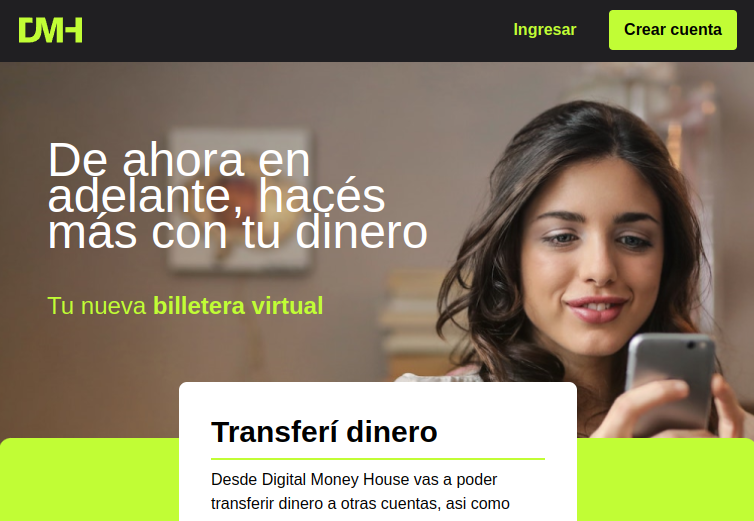 DMH
Ingresar
Crear cuenta
De ahora en
adelante, hacés
más con tu dinero
Tu nueva billetera virtual
Transferí dinero
Desde Digital Money House vas a poder
transferir dinero a otras cuentas, asi como